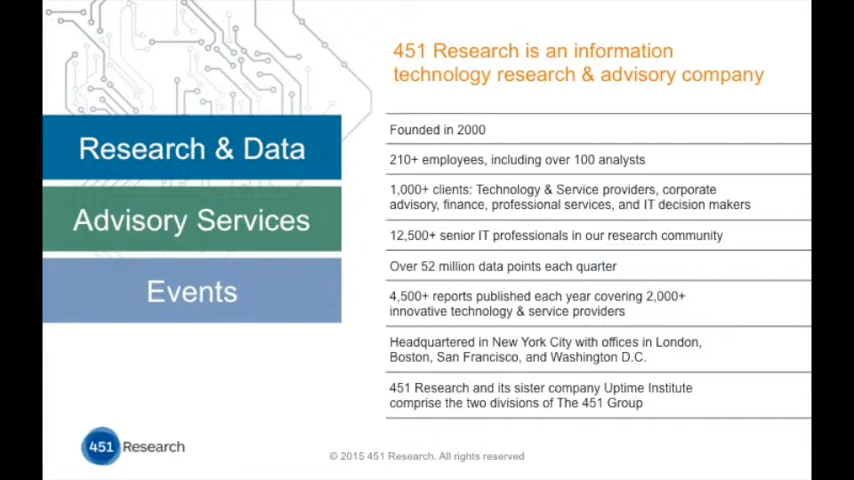 451 Research is an information
technology research & advisory company
Research & Data
Advisory Services
Events
Founded in 2000
210+ employees, including over 100 analysts
1,000+ clients: Technology & Service providers, corporate
advisory, finance, professional services, and IT decision makers
12,500+ senior IT professionals in our research community
Over 52 million data points each quarter
4,500+ reports published each year covering 2,000+
innovative technology & service providers
Headquartered in New York City with offices in London,
Boston, San Francisco, and Washington D.C.
451 Research and its sister company Uptime Institute
comprise the two divisions of The 451 Group
451 Research
© 2015 451 Research. All rights reserved